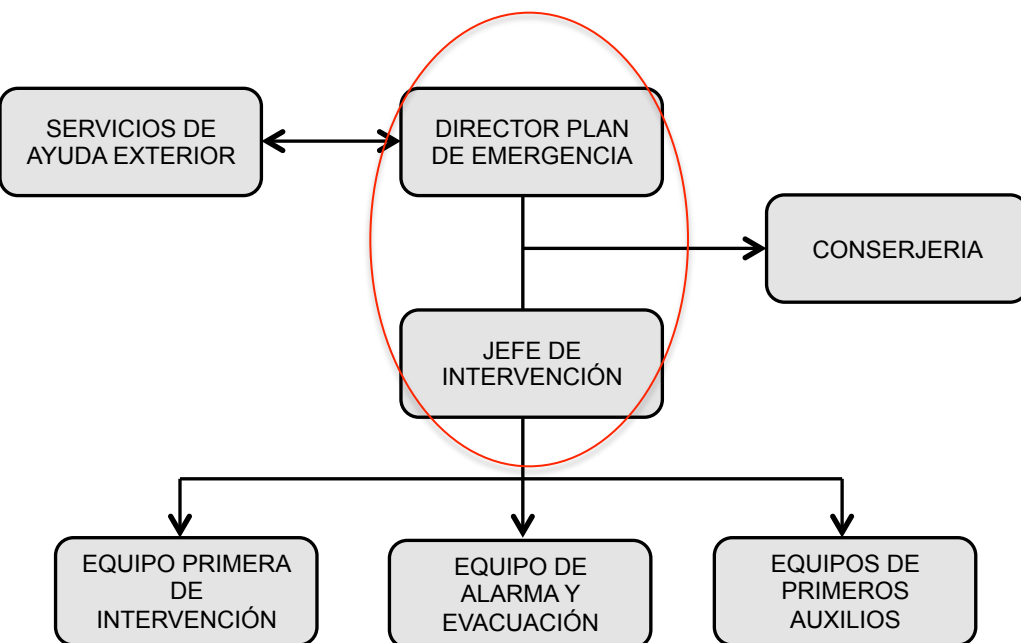 SERVICIOS DE
AYUDA EXTERIOR
DIRECTOR PLAN
DE EMERGENCIA
CONSERJERIA
JEFE DE
INTERVENCIÓN
EQUIPO PRIMERA
DE
INTERVENCIÓN
EQUIPO DE
ALARMA Y
EVACUACIÓN
EQUIPOS DE
PRIMEROS
AUXILIOS